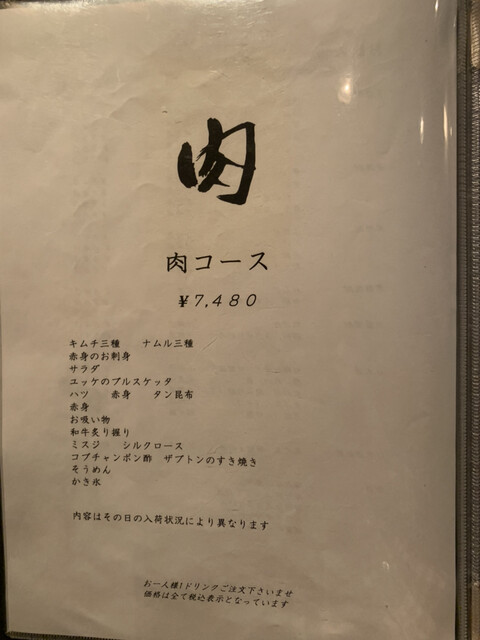 肉
肉コース
¥7,480
キムチ三種　ナムル三種
赤身のお刺身
サラダ
ユッケのブルスケッタ
ハツ　赤身　タン昆布
赤身
お吸い物
和牛炙り握り
ミスジ　シルクロース
コプチャンポン酢　ザブトンのすき焼き
そうめん
かき氷
内容はその日の入荷状況により異なります
お一人様1ドリンクご注文下さいませ
価格は全て税込表示となっています